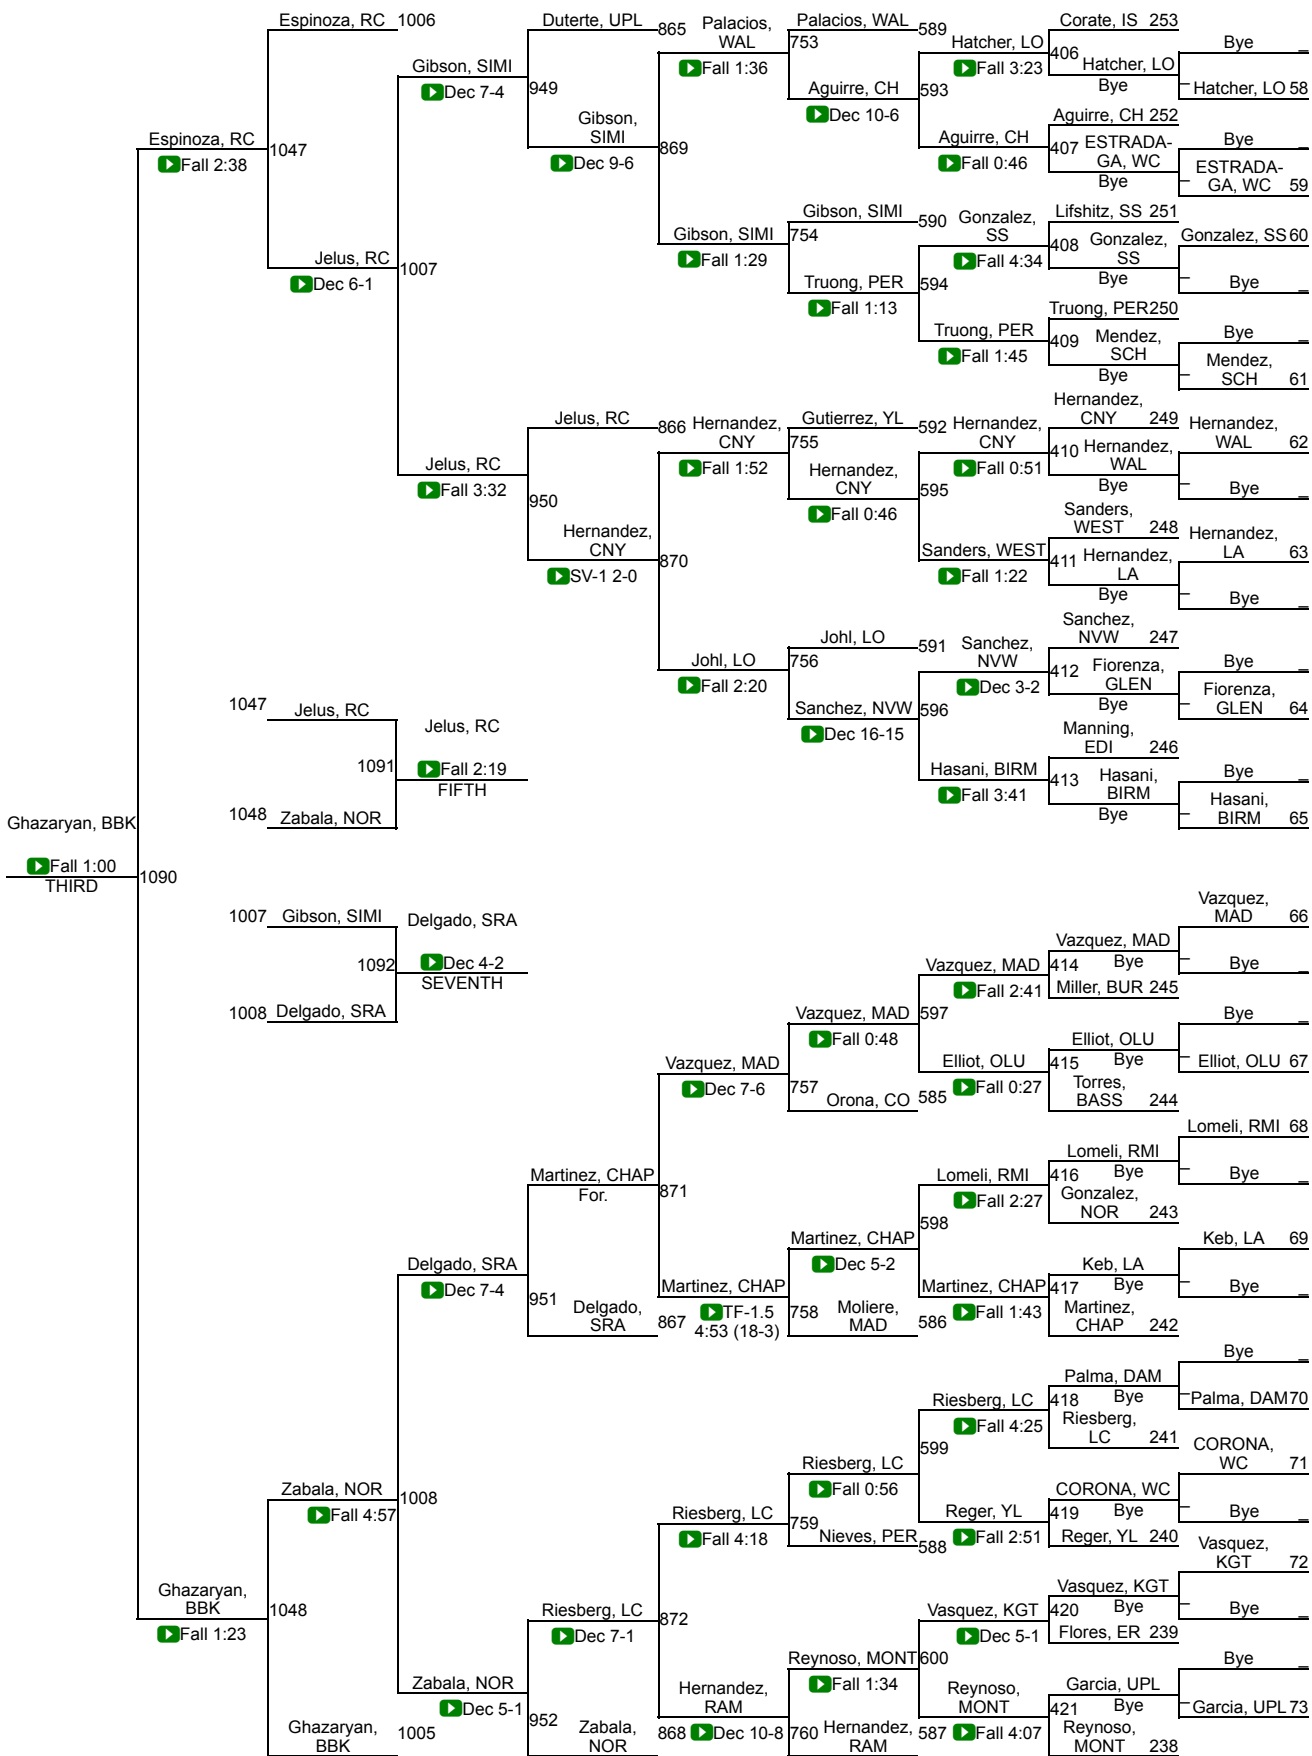 Espinoza, RC 1006
Duterte, UPL 865
Palacios, WAL
Fall 1:36
Palacios, WAL 589
753
Hatcher, LO
Fall 3:23
Corate, IS 253
406
Hatcher, LO
Bye
Bye
Hatcher, LO 58
Gibson, SIMI
Dec 7-4
949
Aguirre, CH
Dec 10-6
593
Gibson, SIMI
Dec 9-6
869
Espinoza, RC
Fall 2:38
1047
Aguirre, CH
Fall 0:46
Aguirre, CH 252
407
ESTRADA-GA, WC
Bye
Bye
ESTRADA-GA, WC 59
Gibson, SIMI
Fall 1:29
Gibson, SIMI 590
754
Gonzalez, SS
Fall 4:34
Lifshitz, SS 251
408
Gonzalez, SS
Bye
Gonzalez, SS 60
Bye
Jelus, RC
Dec 6-1
1007
Truong, PER
Fall 1:13
594
Truong, PER
Fall 1:45
Truong, PER 250
409
Mendez, SCH
Bye
Bye
Mendez, SCH 61
Jelus, RC 866
Hernandez, CNY
Fall 1:52
Gutierrez, YL 592
755
Hernandez, CNY
Fall 0:51
Hernandez, CNY 249
410
Hernandez, WAL
Bye
Hernandez, WAL 62
Bye
Jelus, RC
Fall 3:32
950
Hernandez, CNY
Fall 0:46
595
Hernandez, CNY
SV-1 2-0
870
Sanders, WEST
Fall 1:22
Sanders, WEST 248
411
Hernandez, LA
Bye
Hernandez, LA 63
Bye
Johl, LO
Fall 2:20
Johl, LO 591
756
Sanchez, NVW
Dec 3-2
Sanchez, NVW 247
412
Fiorenza, GLEN
Bye
Bye
Fiorenza, GLEN 64
Sanchez, NVW
Dec 16-15
596
Hasani, BIRM
Fall 3:41
Manning, EDI 246
413
Hasani, BIRM
Bye
Bye
Hasani, BIRM 65
1047 Jelus, RC
1091
1048 Zabala, NOR
Jelus, RC
Fall 2:19
FIFTH
Ghazaryan, BBK
Fall 1:00
THIRD
1090
1007 Gibson, SIMI
1092
1008 Delgado, SRA
Delgado, SRA
Dec 4-2
SEVENTH
Vazquez, MAD
Dec 7-6
Vazquez, MAD
Fall 0:48
597
Vazquez, MAD
Fall 2:41
Vazquez, MAD
414 Bye
Miller, BUR 245
Vazquez, MAD 66
Bye
757
Orona, CO 585
Elliot, OLU
Fall 0:27
Elliot, OLU
415 Bye
Torres, BASS 244
Bye
Elliot, OLU 67
Martinez, CHAP
For.
871
Lomeli, RMI
Fall 2:27
598
Lomeli, RMI
416 Bye
Gonzalez, NOR 243
Lomeli, RMI 68
Bye
Delgado, SRA
Dec 7-4
951
Delgado, SRA 867
Martinez, CHAP
TF-1.5 4:53 (18-3)
Martinez, CHAP
Dec 5-2
758
Moliere, MAD 586
Martinez, CHAP
Fall 1:43
Keb, LA
417 Bye
Martinez, CHAP 242
Keb, LA 69
Bye
Riesberg, LC
Fall 4:25
599
Palma, DAM
418 Bye
Riesberg, LC 241
Bye
Palma, DAM 70
Zabala, NOR
Fall 4:57
1008
Riesberg, LC
Fall 4:18
Riesberg, LC
Fall 0:56
759
Nieves, PER 588
Reger, YL
Fall 2:51
CORONA, WC
419 Bye
Reger, YL 240
CORONA, WC 71
Bye
Ghazaryan, BBK
Fall 1:23
1048
Riesberg, LC
Dec 7-1
872
Vasquez, KGT
Dec 5-1
Vasquez, KGT
420 Bye
Flores, ER 239
Vasquez, KGT 72
Bye
Zabala, NOR
Dec 5-1
952
Hernandez, RAM
Dec 10-8
Reynoso, MONT 600
Fall 1:34
Reynoso, MONT
Fall 4:07
Garcia, UPL
421 Bye
Reynoso, MONT 238
Bye
Garcia, UPL 73
Ghazaryan, BBK 1005
Zabala, NOR 868
760
Hernandez, RAM 587